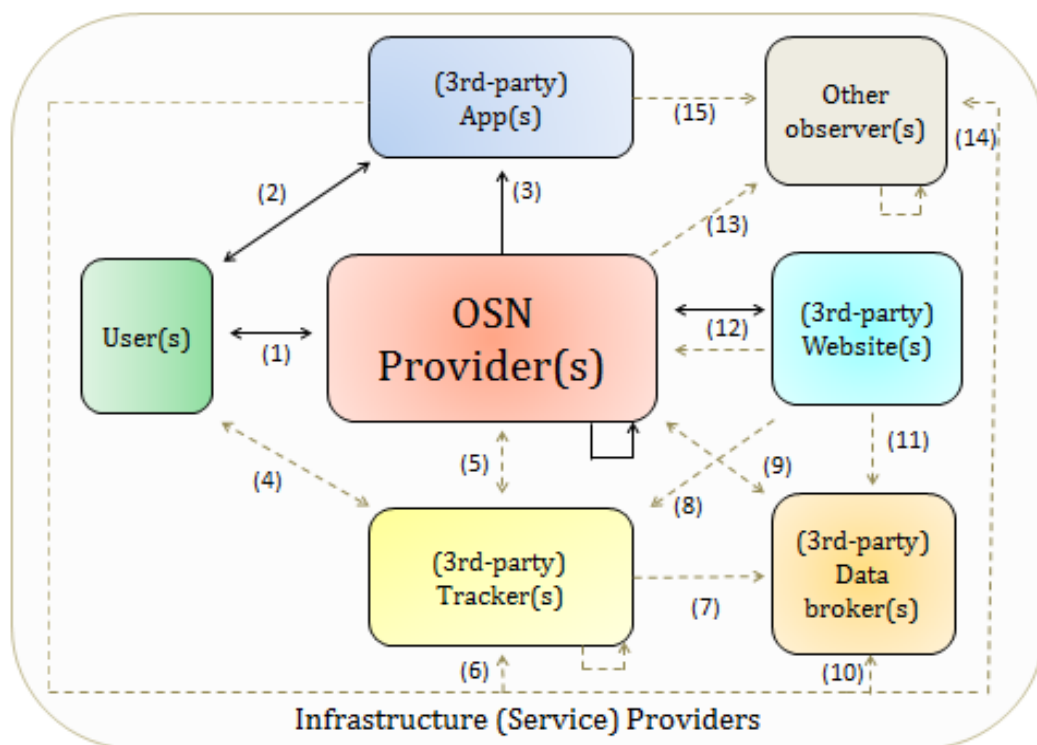 (3rd-party)
App(s)
(15)
Other
observer(s)
(14)
(2)
(3)
(13)
User(s)
(1)
OSN
Provider(s)
(12)
(3rd-party)
Website(s)
(11)
(4)
(5)
(8)
(9)
(3rd-party)
Tracker(s)
(7)
(3rd-party)
Data
broker(s)
(6)
(10)
Infrastructure (Service) Providers